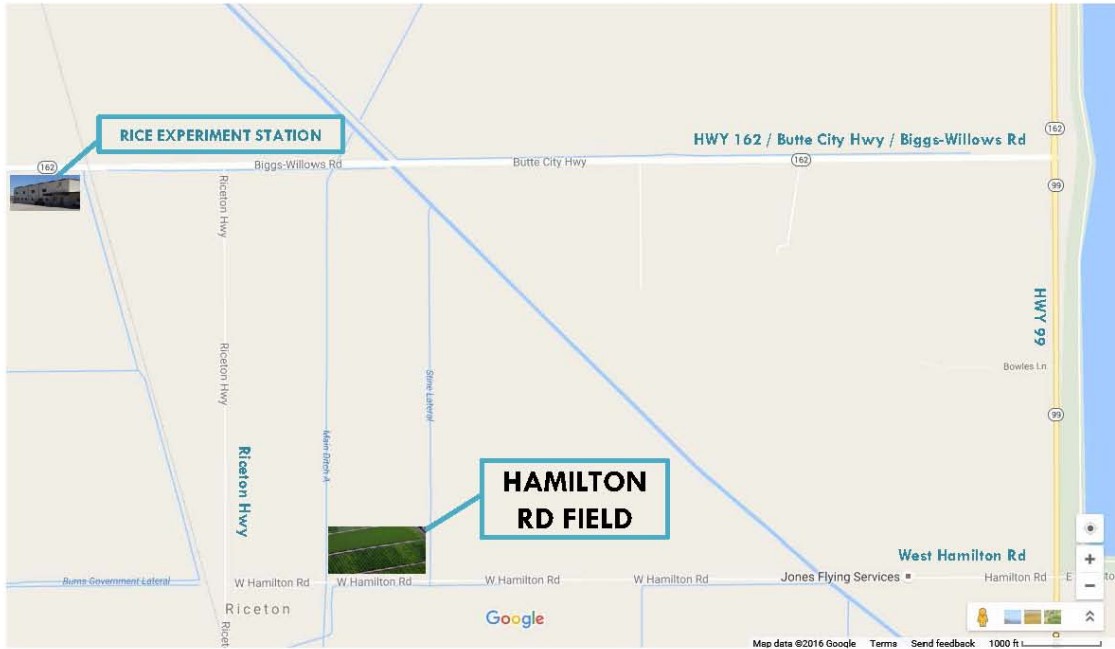 RICE EXPERIMENT STATION
HWY 162 / Butte City Hwy / Biggs-Willows Rd
162
162
Biggs-Willows Rd
Butte City Hwy
162
99
Riceton Hwy
HWY 99
Riceton Hwy
Stine Lateral
Bowles Ln
99
Main Ditch A
Riceton Hwy
HAMILTON
RD FIELD
West Hamilton Rd
Burns Government Lateral
W Hamilton Rd
W Hamilton Rd
W Hamilton Rd
W Hamilton Rd
Jones Flying Services
Hamilton Rd
E
Riceton
Google
Map data ©2016 Google Terms Send feedback 1000 ft